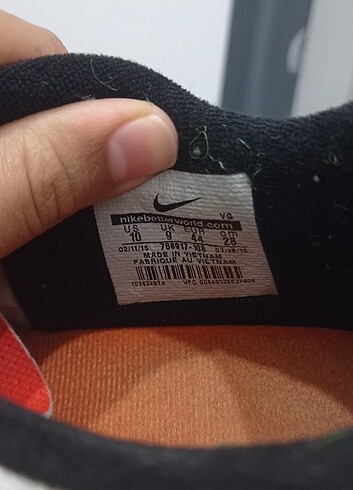 VG
nikebetterworld.com
US UK EUR cm
10 9 44 28
02/11/15 768917-108
MADE IN VIETNAM
FABRIQUE AU VIETNAM